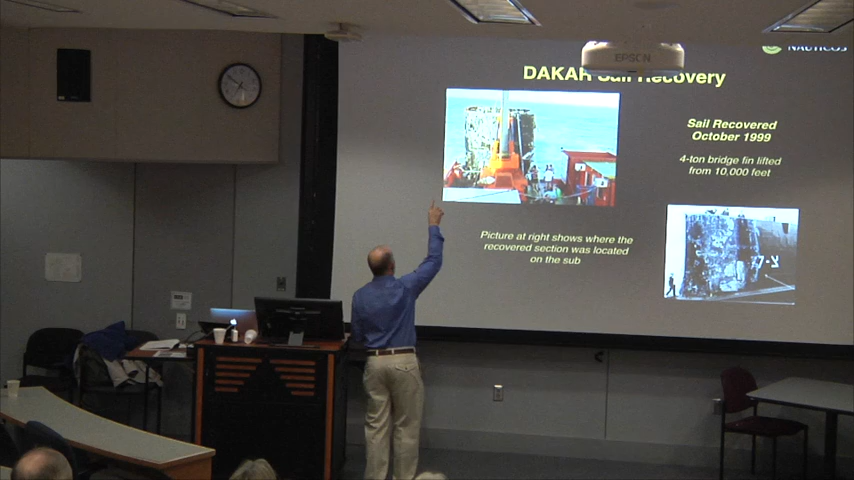 EPSON
NAUTICOS
DAKAR Sail Recovery
Sail Recovered
October 1999
4-ton bridge fin lifted
from 10,000 feet
Picture at right shows where the
recovered section was located
on the sub